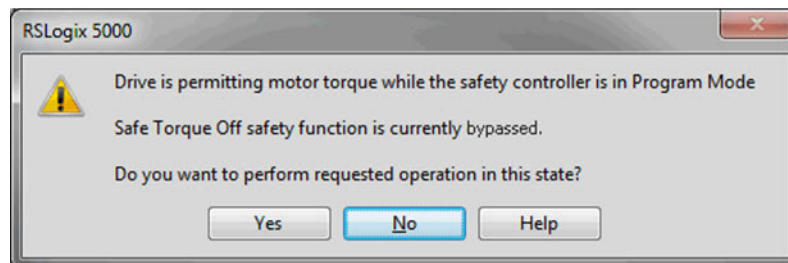 RSLogix 5000
Drive is permitting motor torque while the safety controller is in Program Mode
Safe Torque Off safety function is currently bypassed.
Do you want to perform requested operation in this state?
Yes No Help